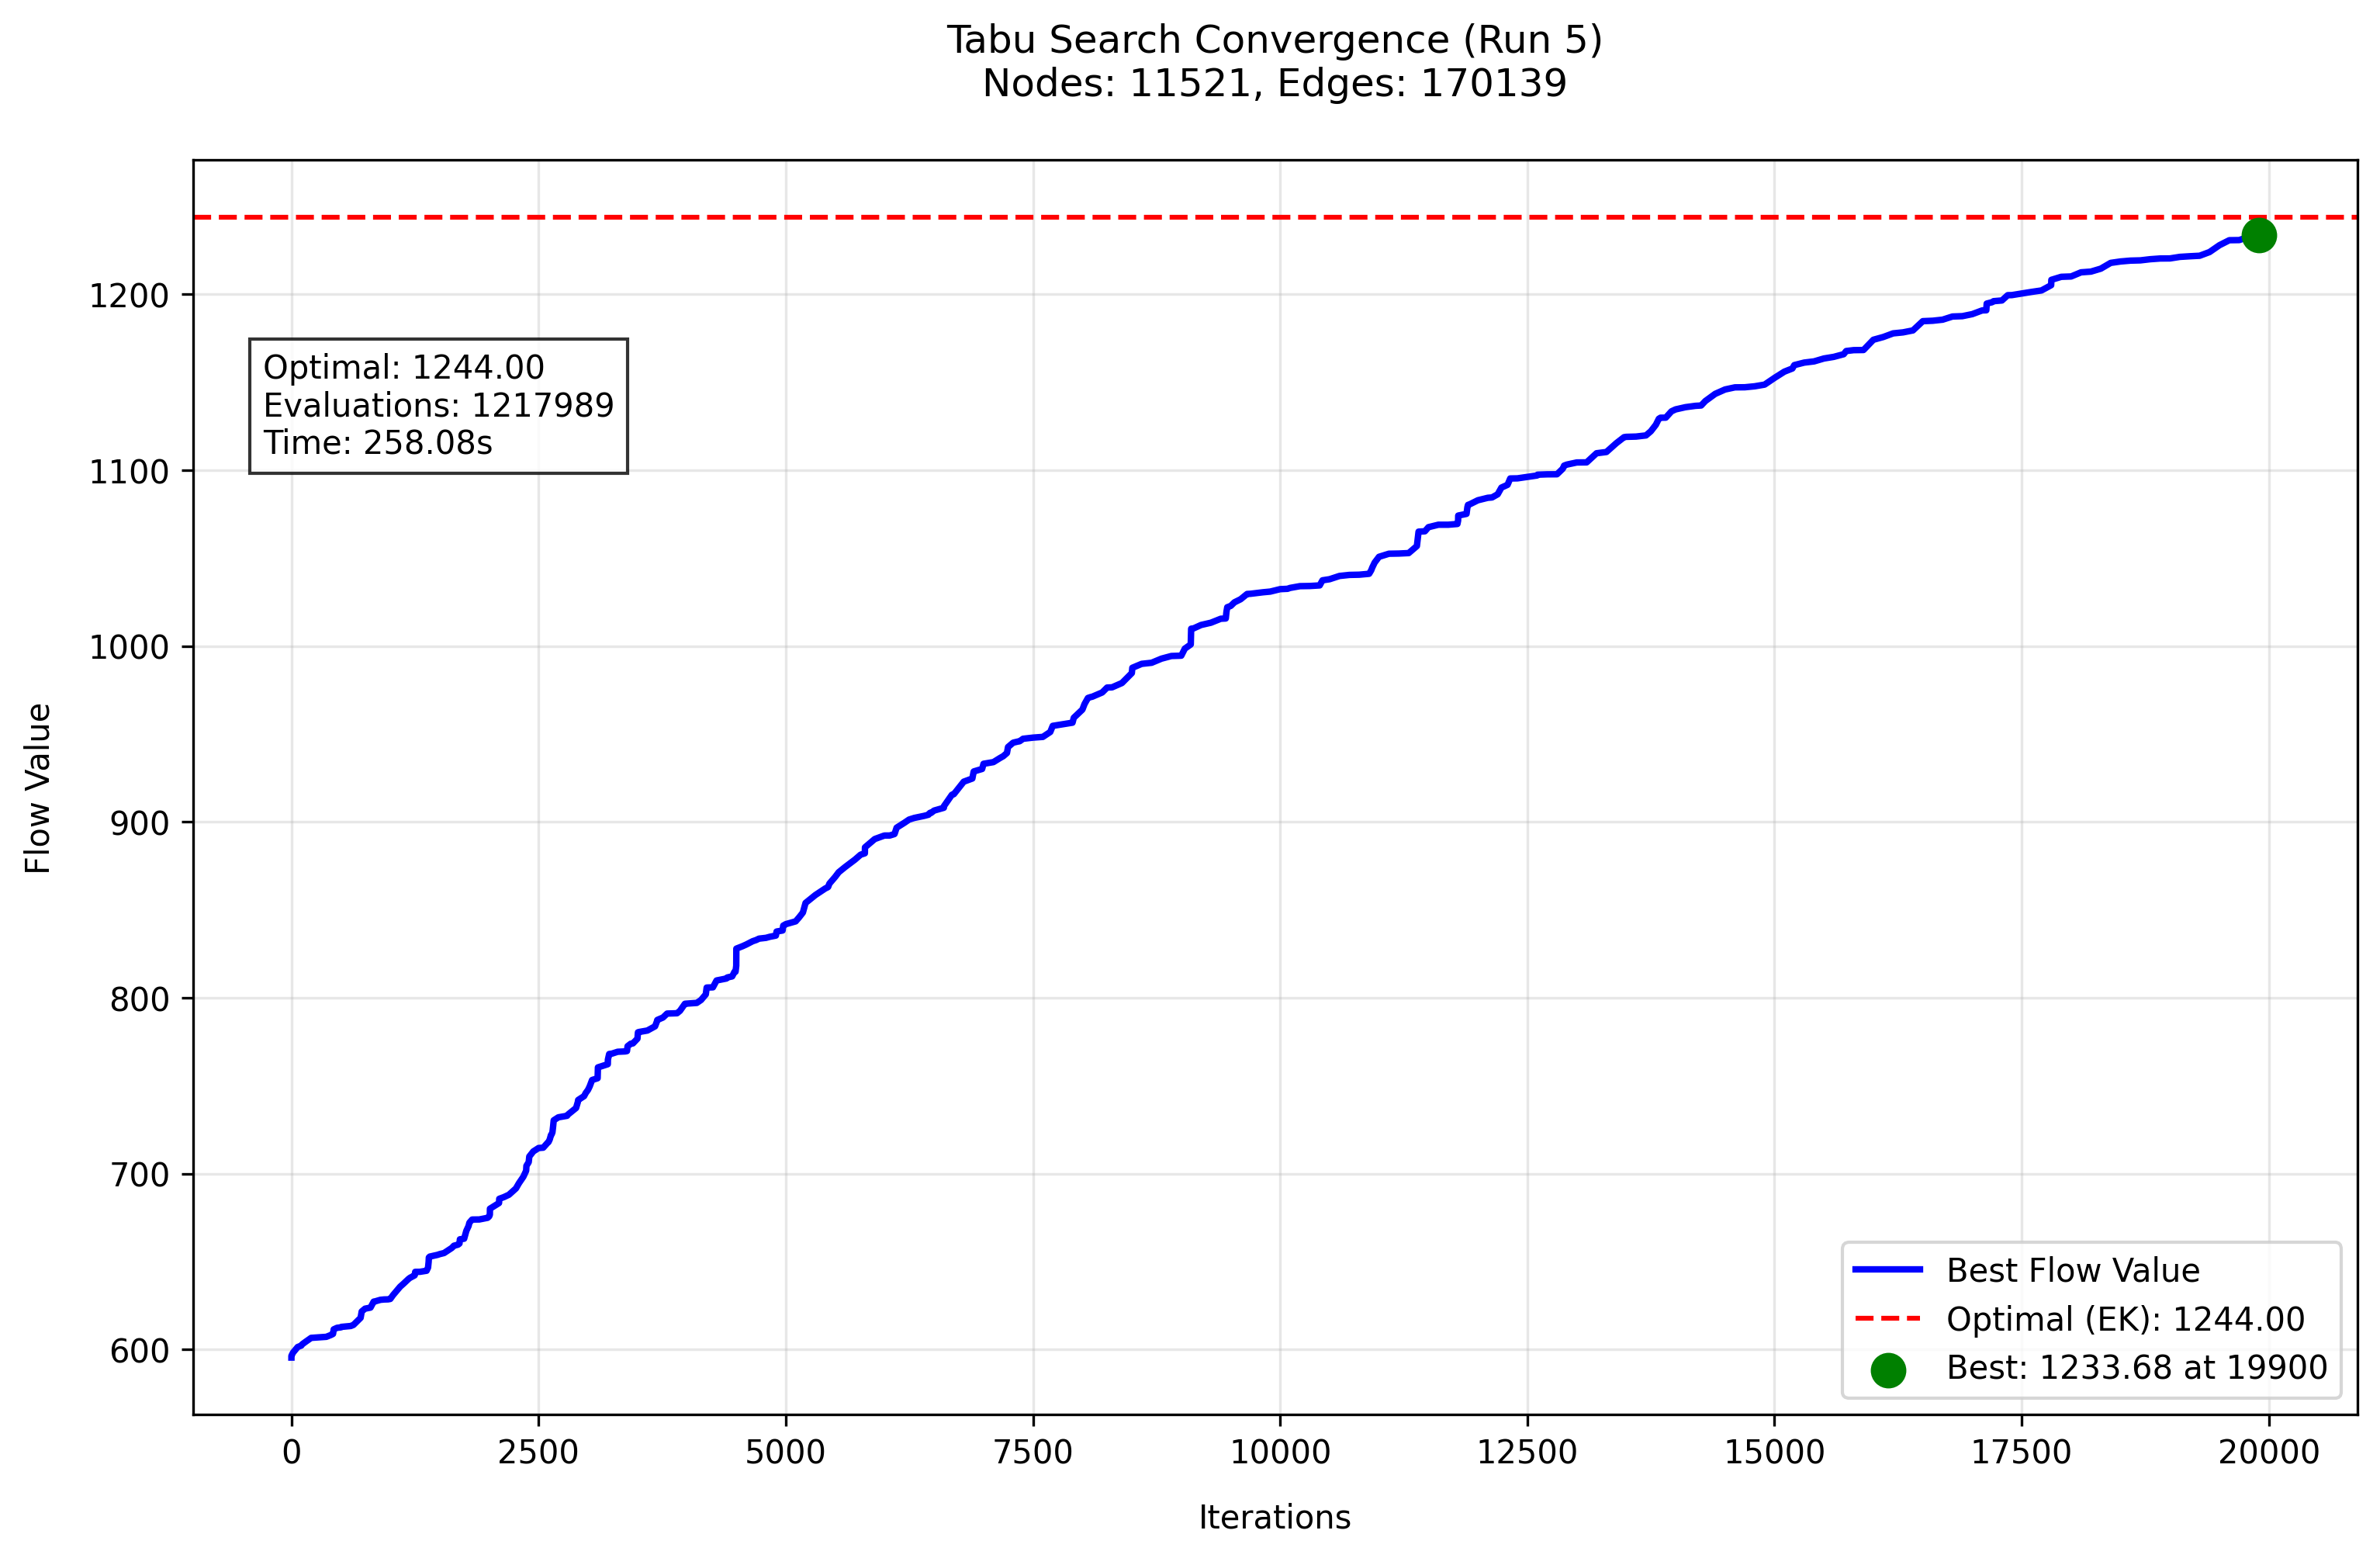 Tabu Search Convergence (Run 5)
Nodes: 11521, Edges: 170139
Optimal: 1244.00
Evaluations: 1217989
Time: 258.08s
Flow Value
1200
1100
1000
900
800
700
600
Best Flow Value
Optimal (EK): 1244.00
Best: 1233.68 at 19900
0 2500 5000 7500 10000 12500 15000 17500 20000
Iterations